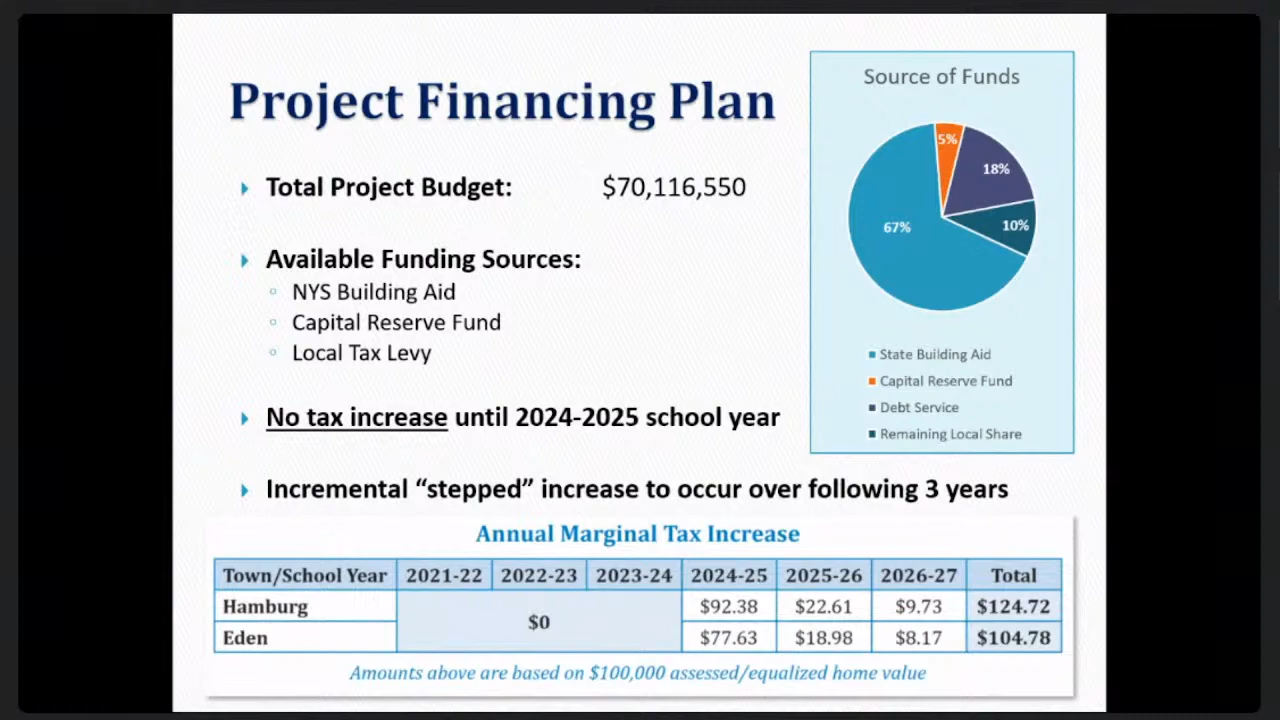 Project Financing Plan
Total Project Budget: $70,116,550
Available Funding Sources:
NYS Building Aid
Capital Reserve Fund
Local Tax Levy
No tax increase until 2024-2025 school year
Incremental “stepped” increase to occur over following 3 years
Source of Funds
5%
18%
10%
67%
State Building Aid
Capital Reserve Fund
Debt Service
Remaining Local Share
Annual Marginal Tax Increase
Town/School Year 2021-22 2022-23 2023-24 2024-25 2025-26 2026-27 Total
Hamburg $92.38 $22.61 $9.73 $124.72
$0
Eden $77.63 $18.98 $8.17 $104.78
Amounts above are based on $100,000 assessed/equalized home value